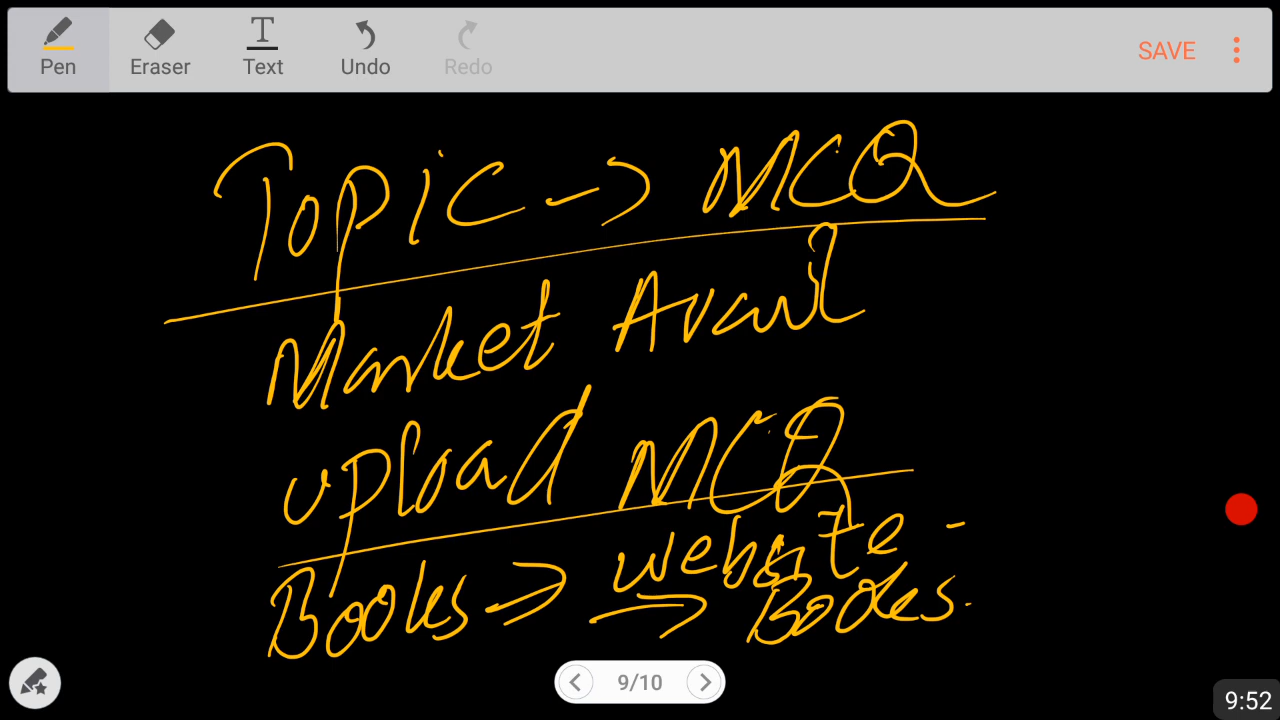 Pen Eraser Text Undo Redo SAVE
Topic -> MCQ
Market Avail
upload MCQ
website -
Books -> -> Books.
9/10
9:52